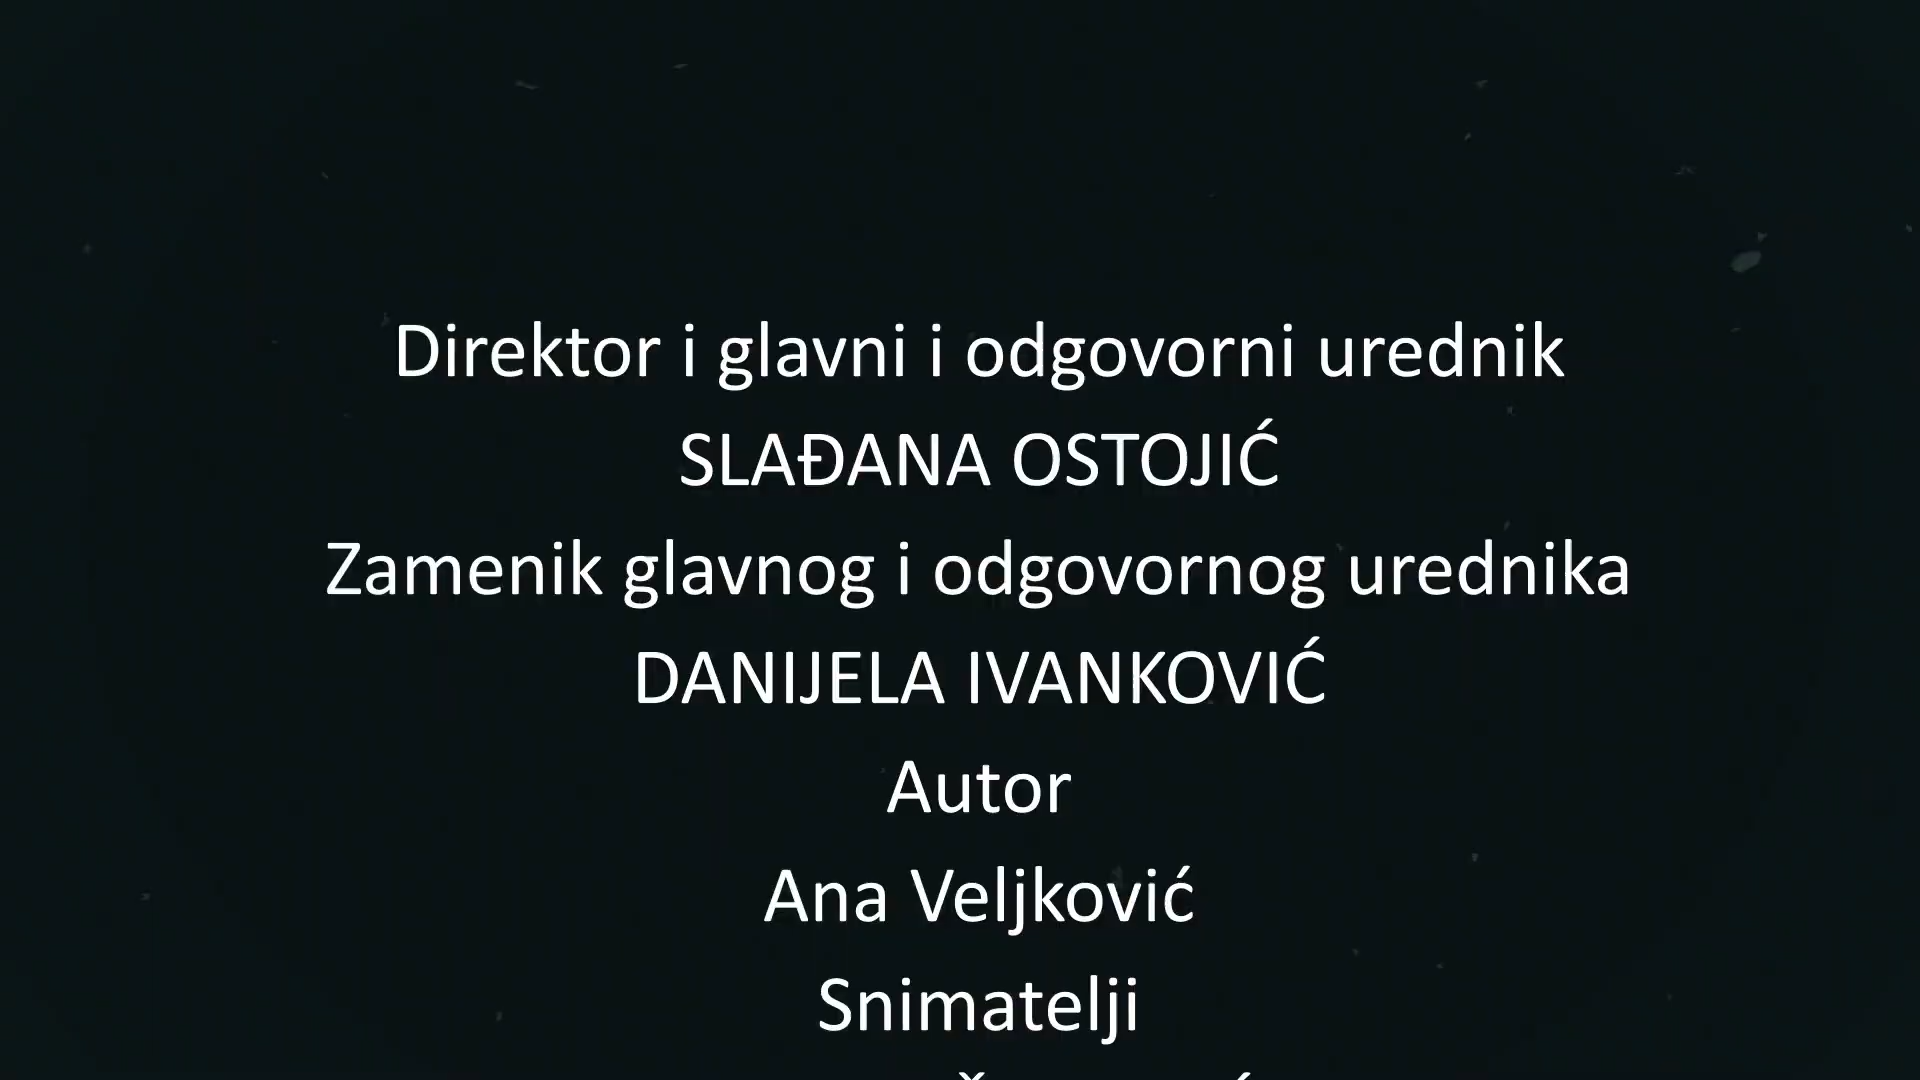 Direktor i glavni i odgovorni urednik
SLAĐANA OSTOJIĆ
Zamenik glavnog i odgovornog urednika
DANIJELA IVANKOVIĆ
Autor
Ana Veljković
Snimatelji